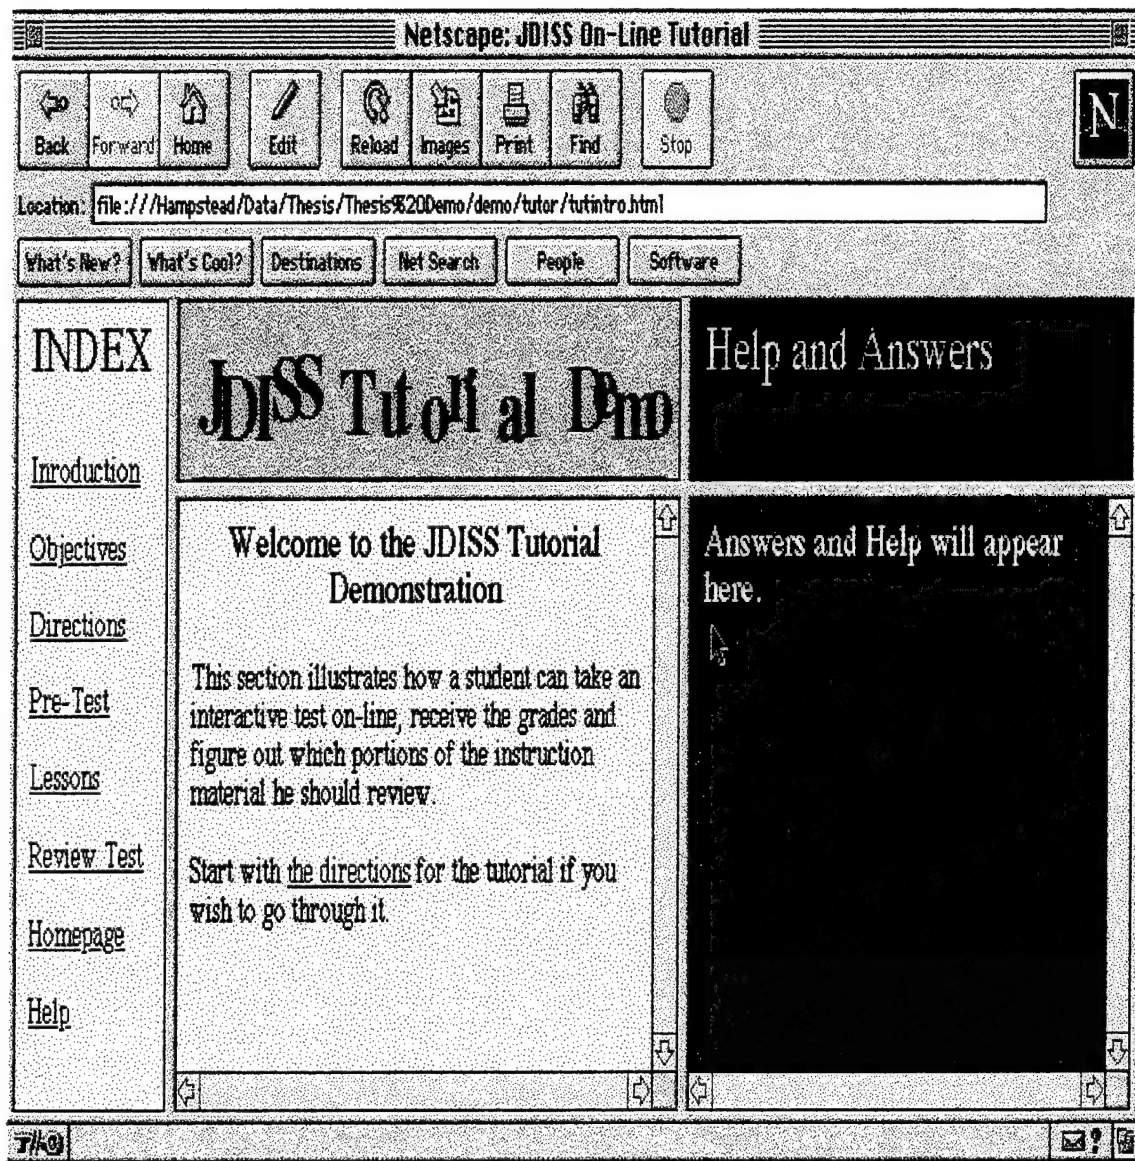 Netscape: JDISS On-Line Tutorial
Back Forward Home Edit Reload Images Print Find Stop
N
Location: file:///Hampstead/Data/Thesis/Thesis%20Demo/demo/tutor/tutintro.html
What's New? What's Cool? Destinations Net Search People Software
INDEX
Inroduction
Objectives
Directions
Pre-Test
Lessons
Review Test
Homepage
Help
JDISS Tutorial Demo
Welcome to the JDISS Tutorial
Demonstration
This section illustrates how a student can take an
interactive test on-line, receive the grades and
figure out which portions of the instruction
material he should review.
Start with the directions for the tutorial if you
wish to go through it.
Help and Answers
Answers and Help will appear
here.